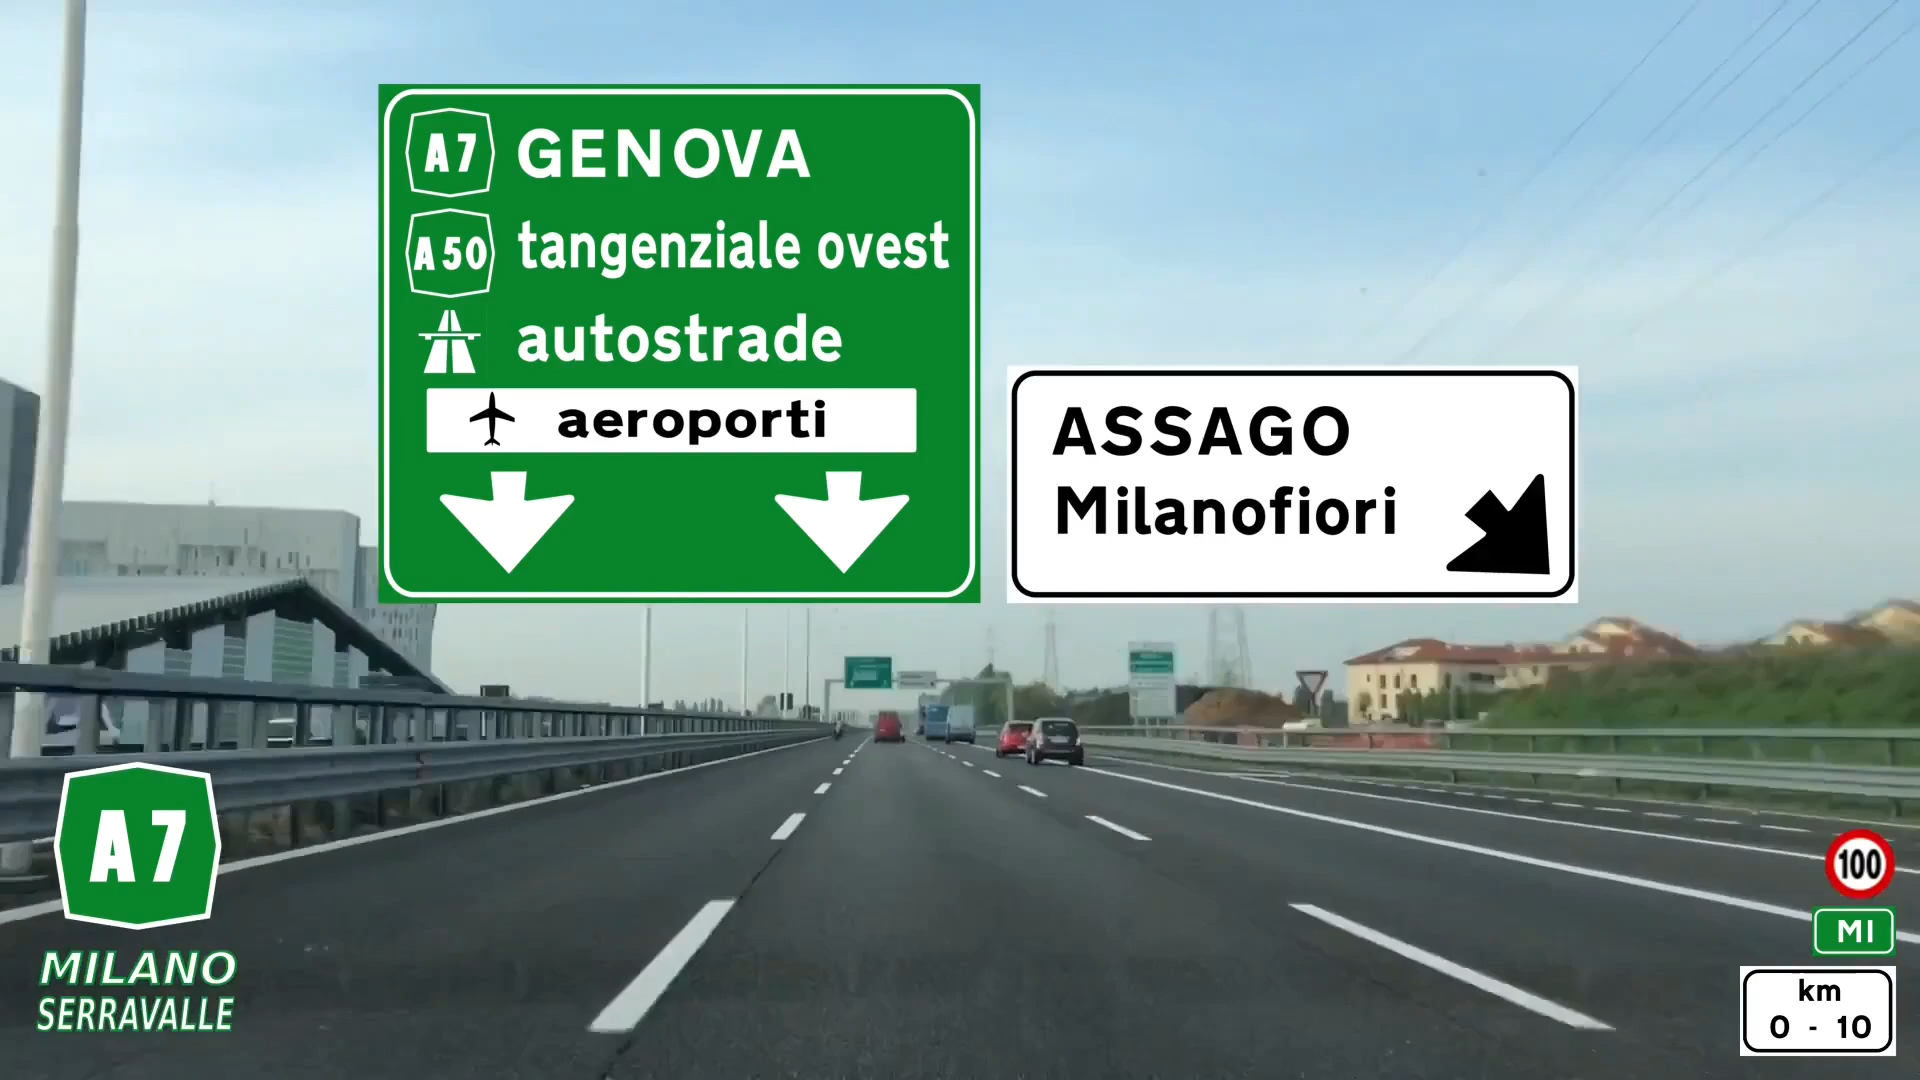 A7 GENOVA
A50 tangenziale ovest
autostrade
aeroporti
ASSAGO
Milanofiori
A7
MILANO
SERRAVALLE
100
MI
km
0 - 10